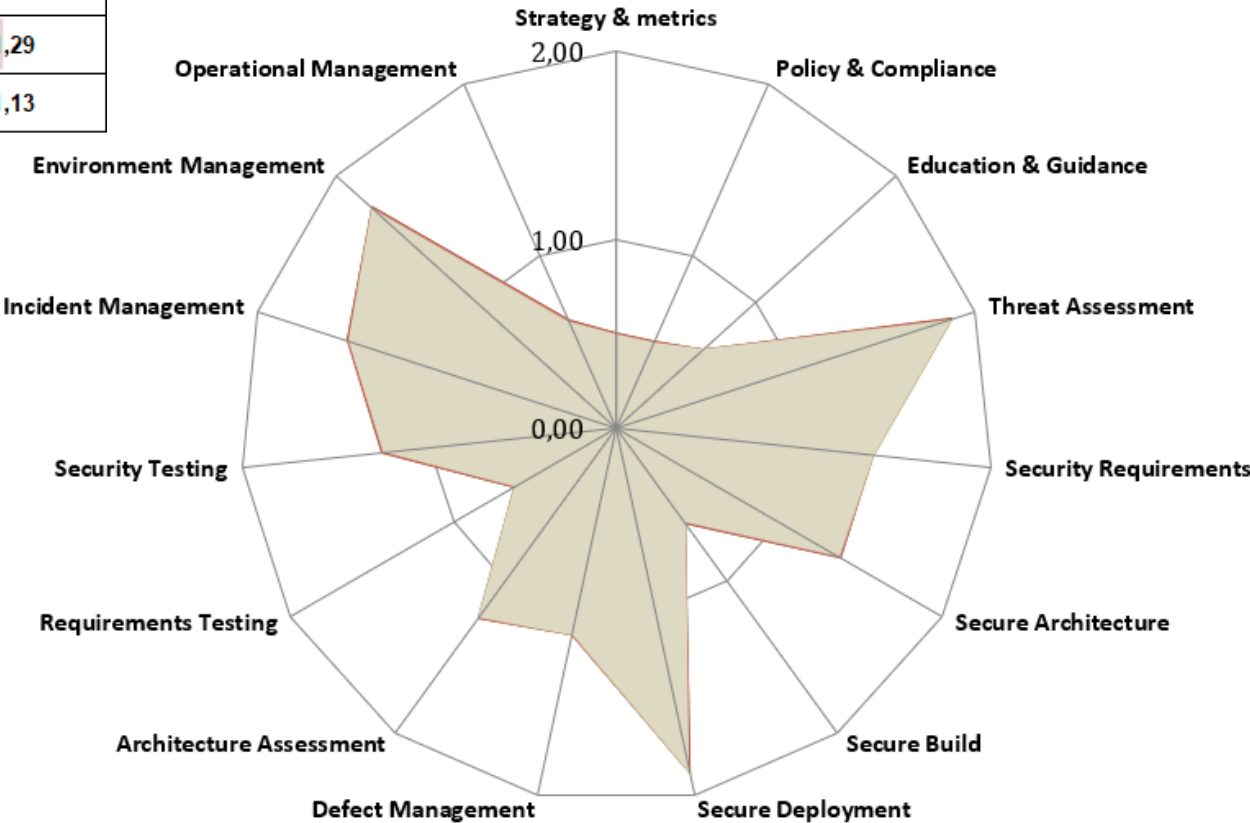 ,29
,13
Strategy & metrics
2,00
Operational Management
Policy & Compliance
Environment Management
Education & Guidance
1,00
Incident Management
Threat Assessment
0,00
Security Testing
Security Requirements
Requirements Testing
Secure Architecture
Architecture Assessment
Secure Build
Defect Management
Secure Deployment